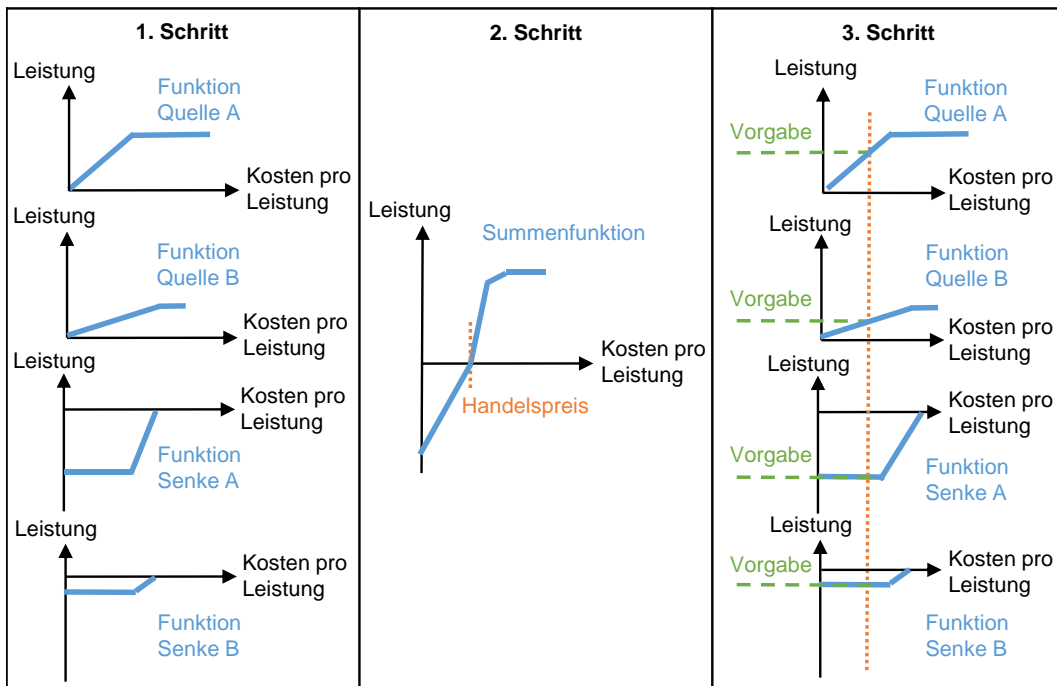 1. Schritt
Leistung
Funktion
Quelle A
Kosten pro
Leistung
Leistung
Funktion
Quelle B
Kosten pro
Leistung
Leistung
Kosten pro
Leistung
Funktion
Senke A
Leistung
Kosten pro
Leistung
Funktion
Senke B
2. Schritt
Leistung
Summenfunktion
Kosten pro
Leistung
Handelspreis
3. Schritt
Leistung
Funktion
Quelle A
Vorgabe
Kosten pro
Leistung
Leistung
Funktion
Quelle B
Vorgabe
Kosten pro
Leistung
Leistung
Kosten pro
Leistung
Vorgabe
Funktion
Senke A
Leistung
Vorgabe
Kosten pro
Leistung
Funktion
Senke B